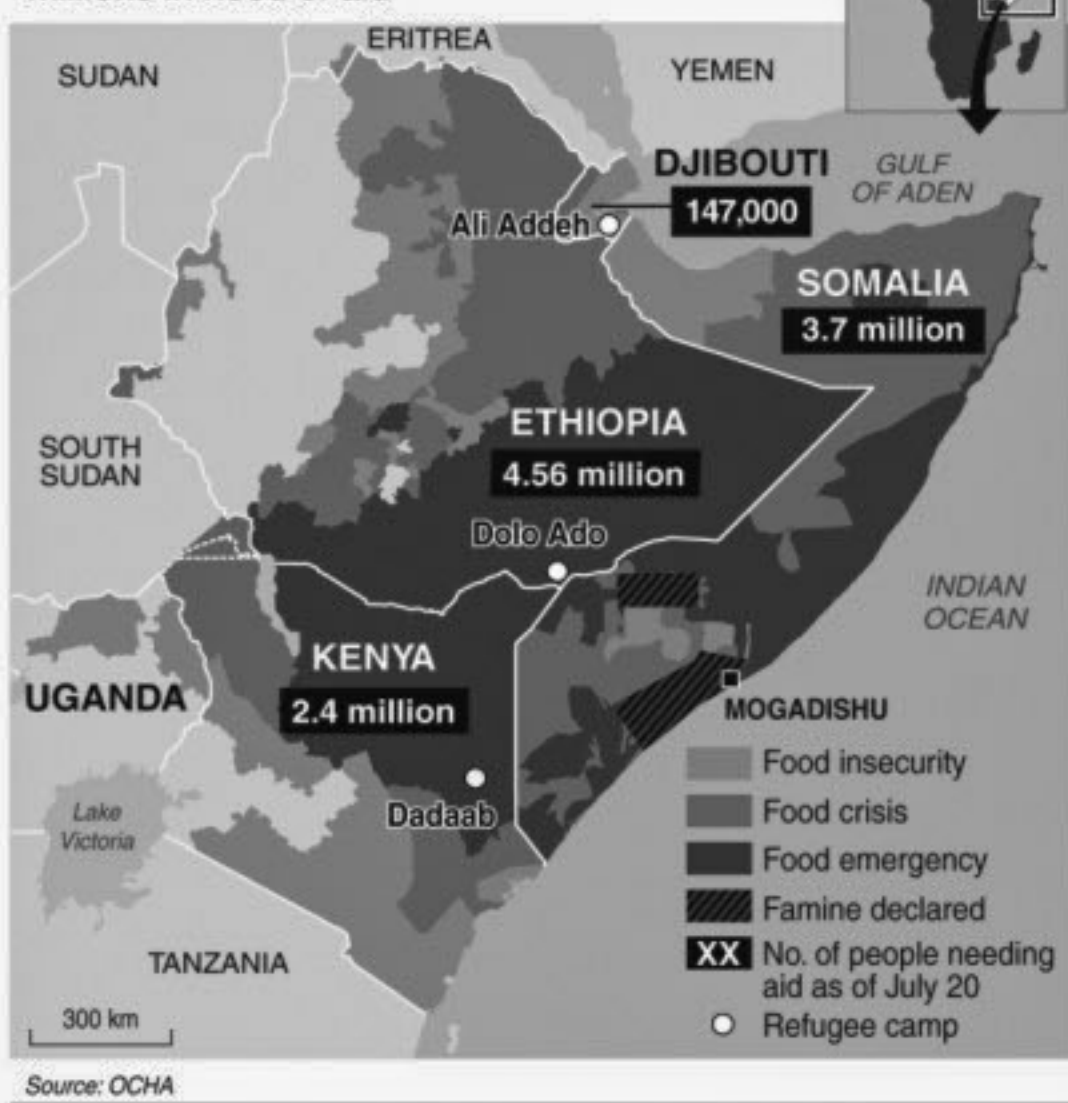 ERITREA
SUDAN
YEMEN
DJIBOUTI
147,000
GULF
OF ADEN
Ali Addeh
SOMALIA
3.7 million
ETHIOPIA
4.56 million
SOUTH
SUDAN
Dolo Ado
INDIAN
OCEAN
KENYA
2.4 million
UGANDA
MOGADISHU
Dadaab
Lake
Victoria
TANZANIA
Food insecurity
Food crisis
Food emergency
Famine declared
XX No. of people needing
aid as of July 20
Refugee camp
300 km
Source: OCHA